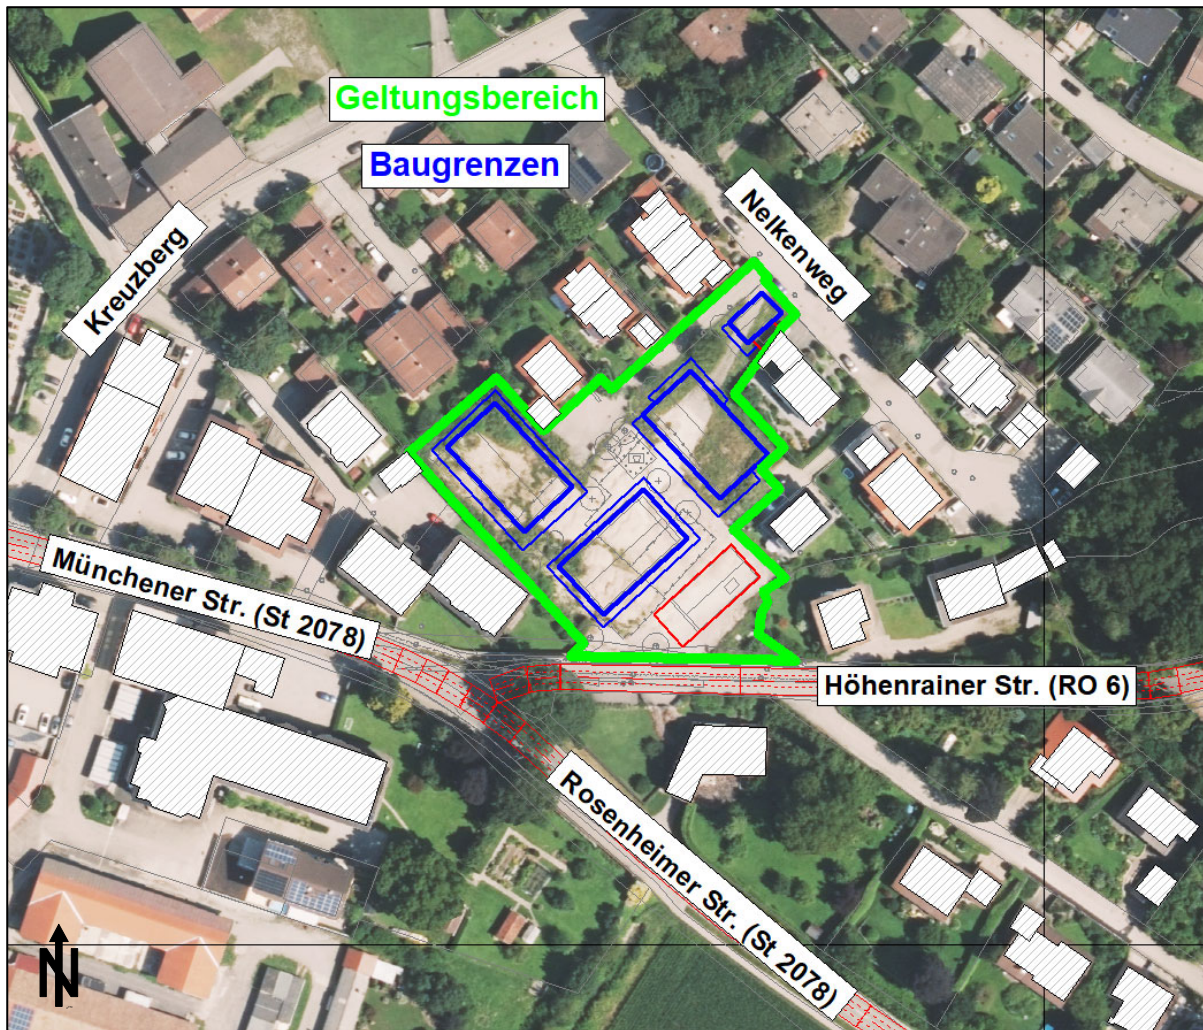 Geltungsbereich
Baugrenzen
Nelkenweg
Kreuzberg
Münchener Str. (St 2078)
Höhenrainer Str. (RO 6)
Rosenheimer Str. (St 2078)
N